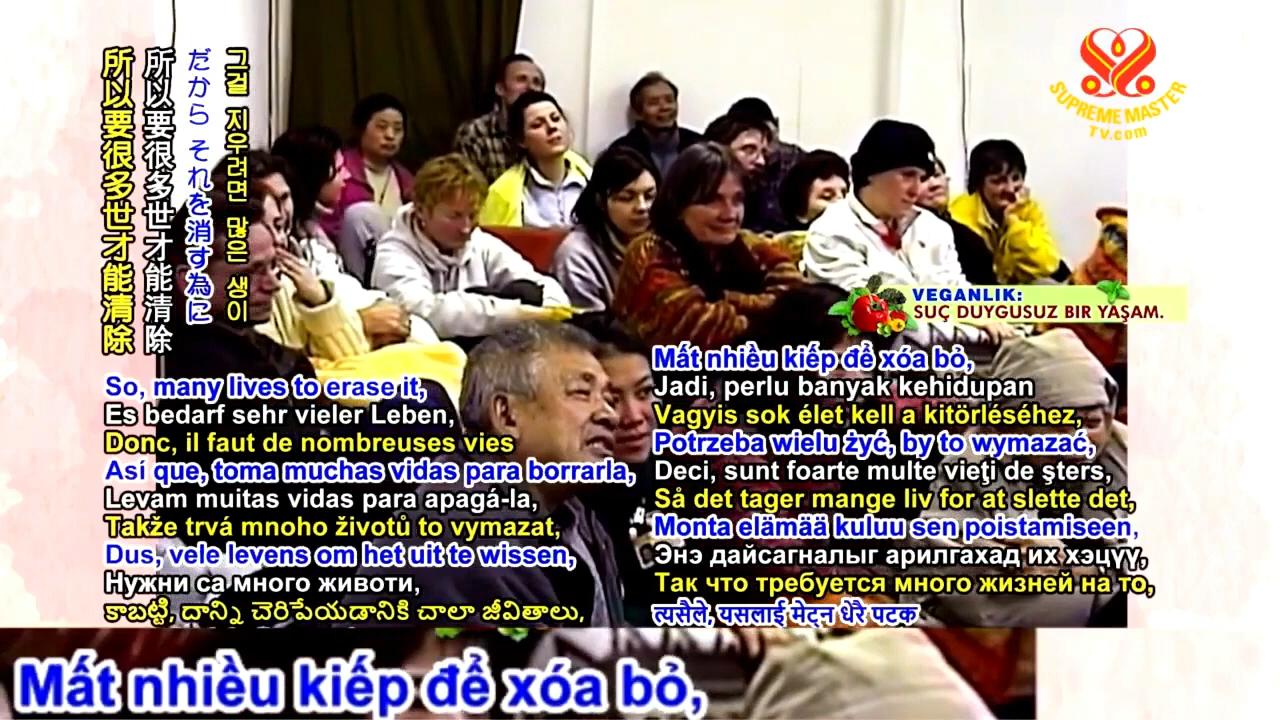 所以要很多世才能清除
所以要很多世才能清除
だから それを消す為に
그걸 지우려면 많은 생이
SUPREME MASTER
TV.com
VEGANLIK:
SUÇ DUYGUSUZ BIR YAŞAM.
So, many lives to erase it,
Es bedarf sehr vieler Leben,
Donc, il faut de nombreuses vies
Así que, toma muchas vidas para borrarla,
Levam muitas vidas para apagá-la,
Takže trvá mnoho životů to vymazat,
Dus, vele levens om het uit te wissen,
Нужни са много животи,
కాబట్టి, దాన్ని చెరిపేయడానికి చాలా జీవితాలు,
Mất nhiều kiếp để xóa bỏ,
Jadi, perlu banyak kehidupan
Vagyis sok élet kell a kitörléséhez,
Potrzeba wielu żyć, by to wymazać,
Deci, sunt foarte multe vieţi de şters,
Så det tager mange liv for at slette det,
Monta elämää kuluu sen poistamiseen,
Энэ дайсагналыг арилгахад их хэцүү,
Так что требуется много жизней на то,
त्यसैले, यसलाई मेट्न धेरै पटक
Mất nhiều kiếp để xóa bỏ,